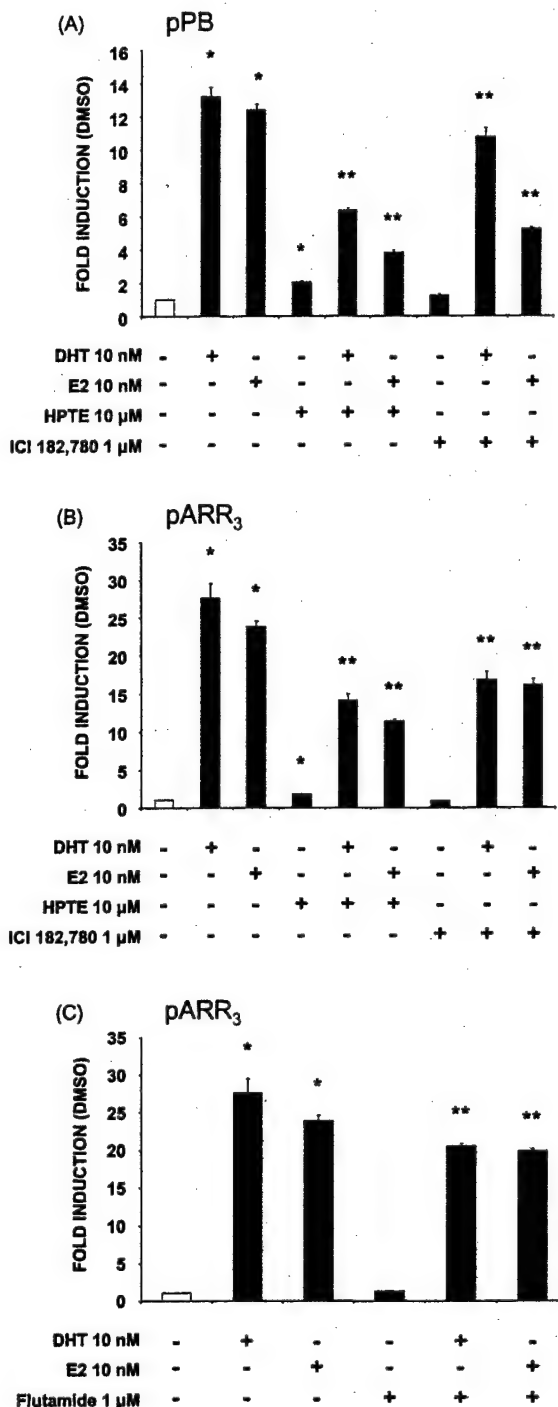 (A) pPB
FOLD INDUCTION (DMSO)
16
14
12
10
8
6
4
2
0
* * * ** ** ** **
DHT 10 nM - + - - + - - + -
E2 10 nM - - + - - + - - +
HPTE 10 µM - - - + + + - - -
ICI 182,780 1 µM - - - - - - + + +
(B) pARR3
FOLD INDUCTION (DMSO)
35
30
25
20
15
10
5
0
* * * ** ** ** **
DHT 10 nM - + - - + - - + -
E2 10 nM - - + - - + - - +
HPTE 10 µM - - - + + + - - -
ICI 182,780 1 µM - - - - - - + + +
(C) pARR3
FOLD INDUCTION (DMSO)
35
30
25
20
15
10
5
0
* * ** **
DHT 10 nM - + - - + -
E2 10 nM - - + - - +
Flutamide 1 µM - - - + + +